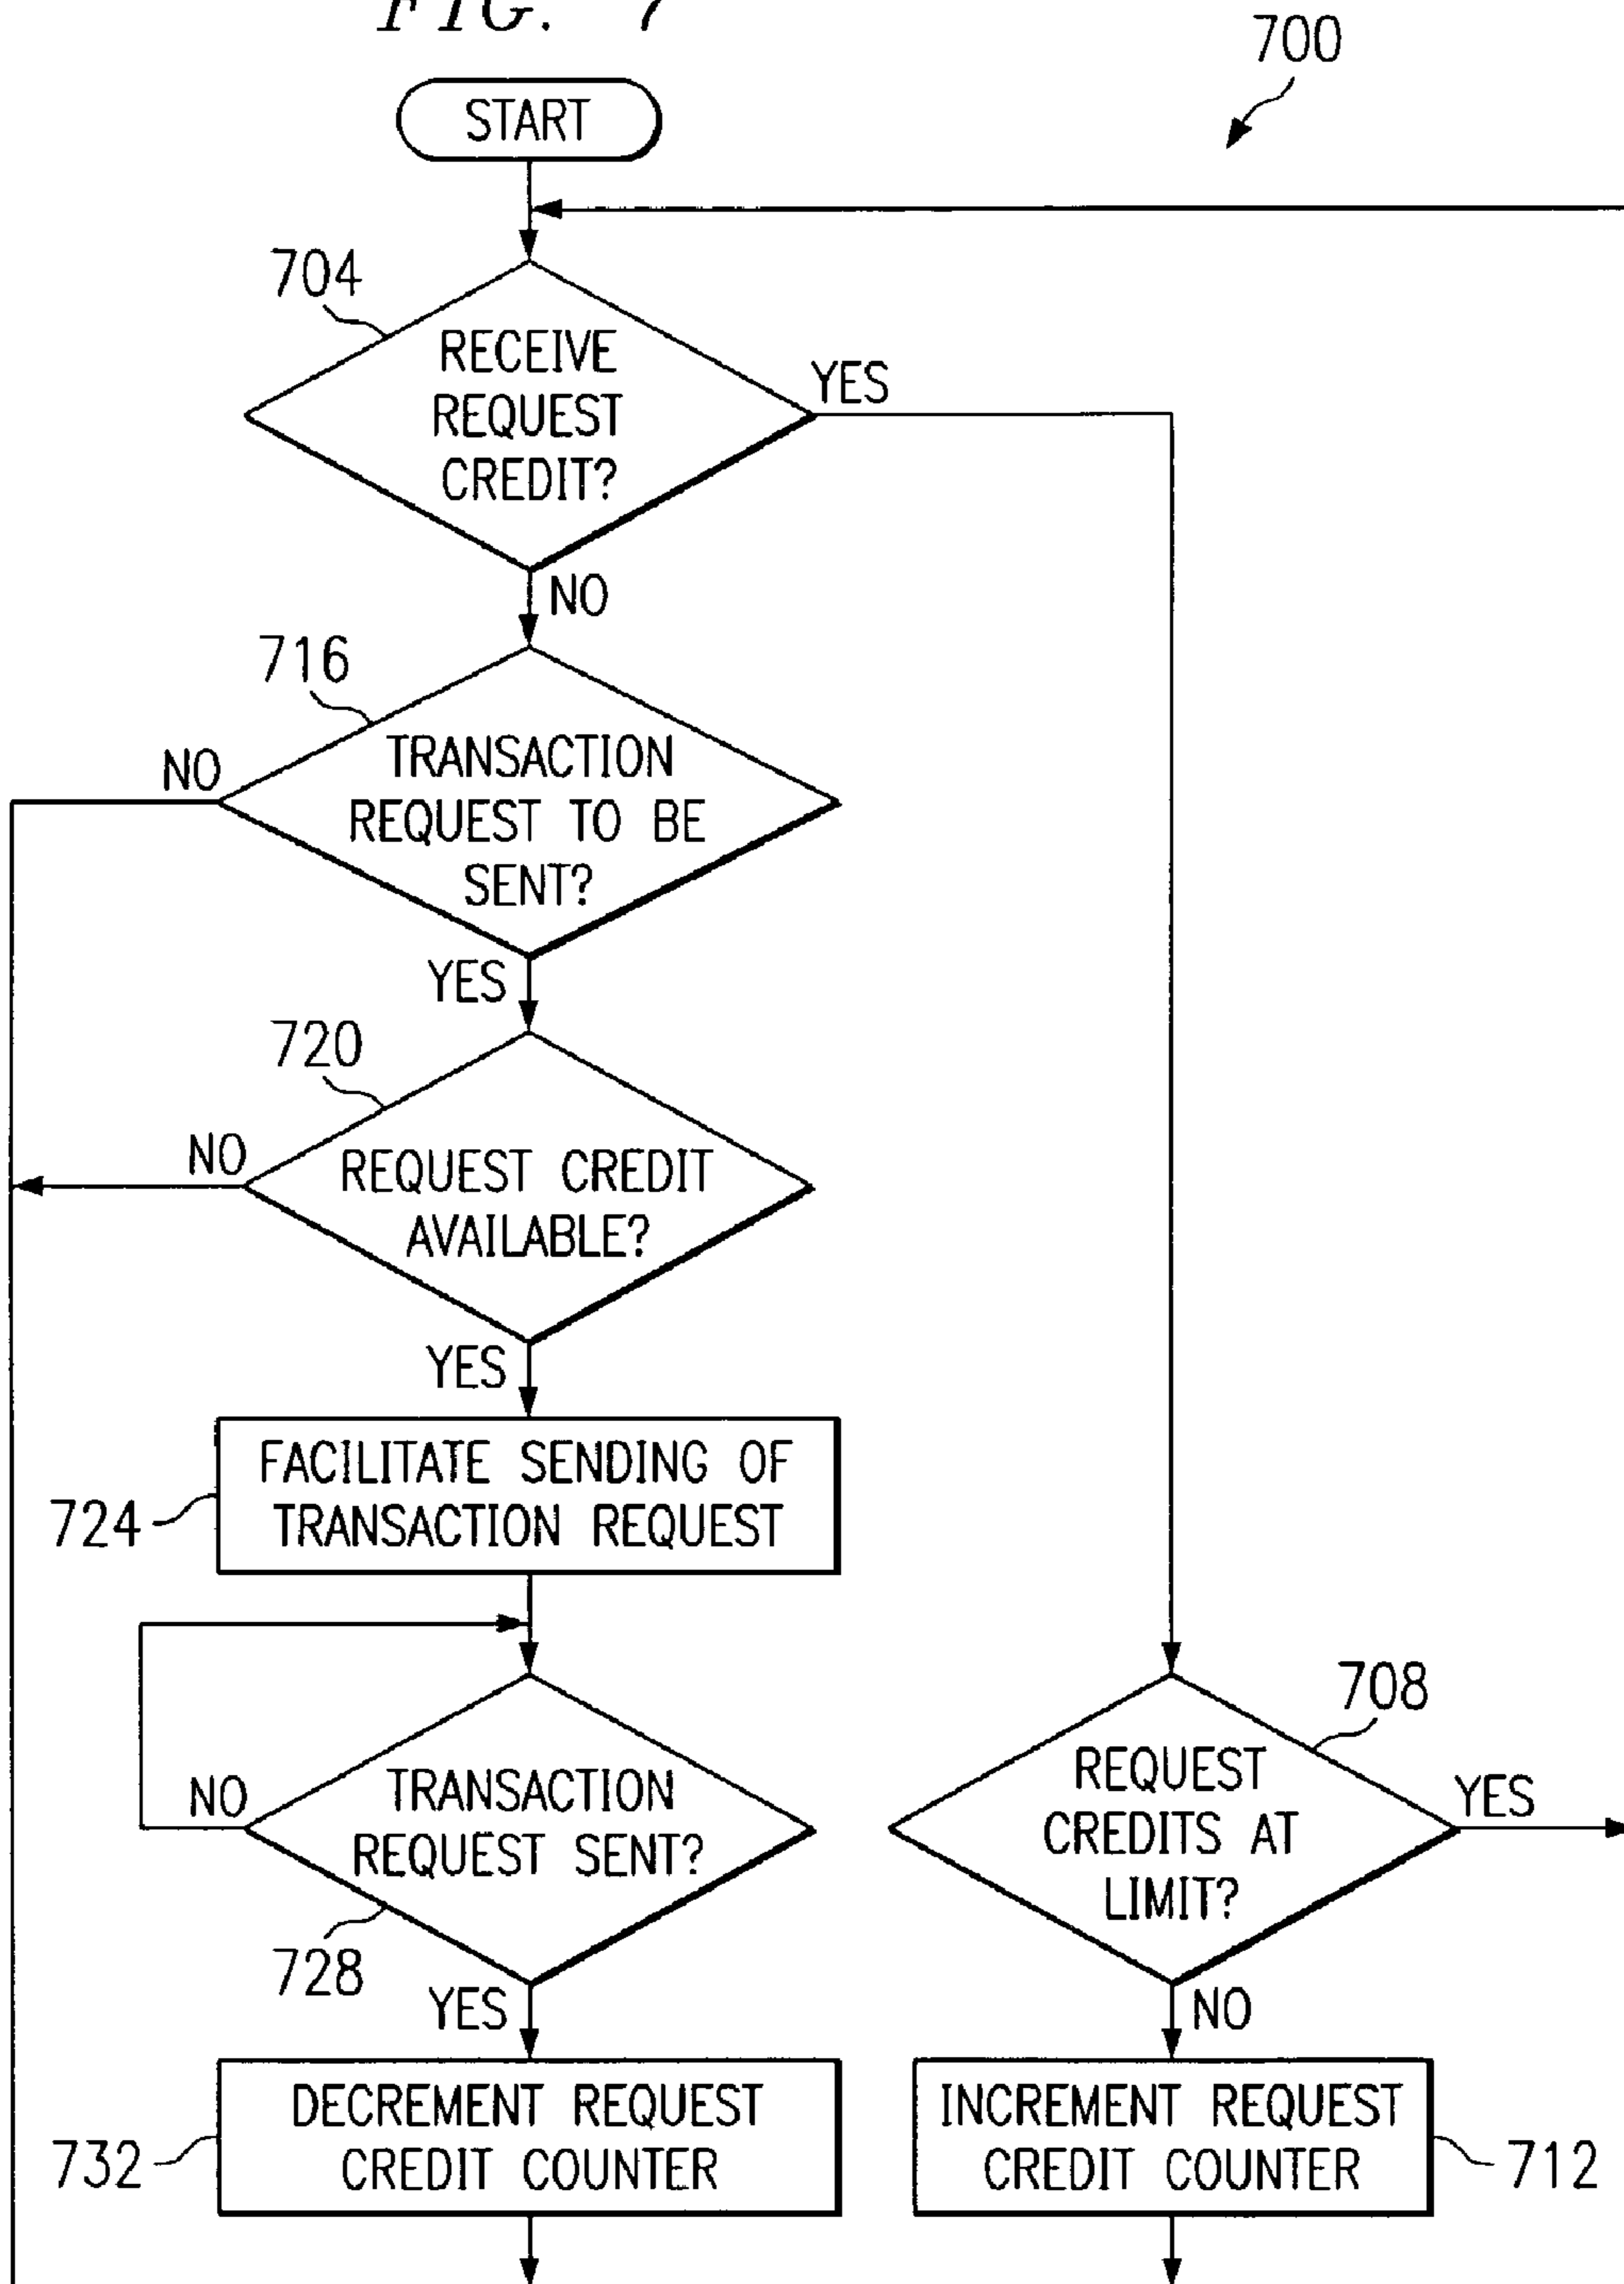 FIG. 7
700
START
704
RECEIVE
REQUEST
CREDIT?
YES
NO
716
TRANSACTION
REQUEST TO BE
SENT?
NO
YES
720
REQUEST CREDIT
AVAILABLE?
NO
YES
FACILITATE SENDING OF
TRANSACTION REQUEST
724
TRANSACTION
REQUEST SENT?
NO
728
YES
708
REQUEST
CREDITS AT
LIMIT?
YES
NO
DECREMENT REQUEST
CREDIT COUNTER
732
INCREMENT REQUEST
CREDIT COUNTER
712